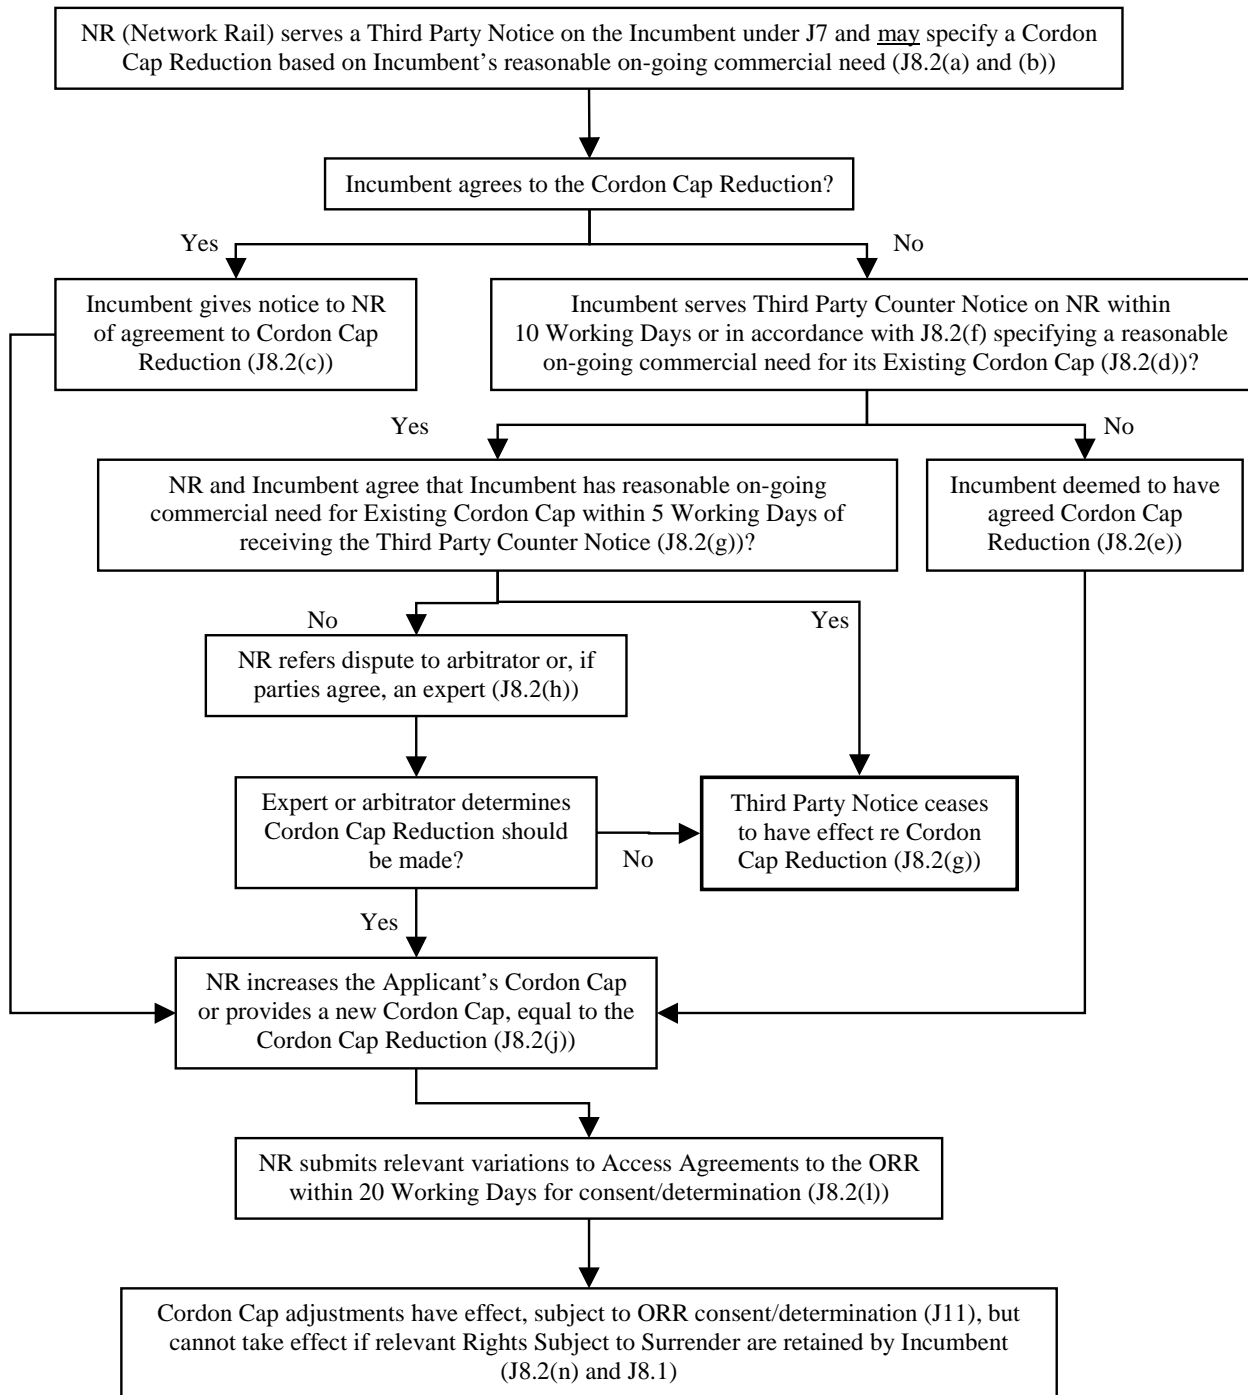 NR (Network Rail) serves a Third Party Notice on the Incumbent under J7 and may specify a Cordon
Cap Reduction based on Incumbent's reasonable on-going commercial need (J8.2(a) and (b))
Incumbent agrees to the Cordon Cap Reduction?
Yes
No
Incumbent gives notice to NR
of agreement to Cordon Cap
Reduction (J8.2(c))
Incumbent serves Third Party Counter Notice on NR within
10 Working Days or in accordance with J8.2(f) specifying a reasonable
on-going commercial need for its Existing Cordon Cap (J8.2(d))?
Yes
No
NR and Incumbent agree that Incumbent has reasonable on-going
commercial need for Existing Cordon Cap within 5 Working Days of
receiving the Third Party Counter Notice (J8.2(g))?
Incumbent deemed to have
agreed Cordon Cap
Reduction (J8.2(e))
No
Yes
NR refers dispute to arbitrator or, if
parties agree, an expert (J8.2(h))
Expert or arbitrator determines
Cordon Cap Reduction should
be made?
No
Third Party Notice ceases
to have effect re Cordon
Cap Reduction (J8.2(g))
Yes
NR increases the Applicant's Cordon Cap
or provides a new Cordon Cap, equal to the
Cordon Cap Reduction (J8.2(j))
NR submits relevant variations to Access Agreements to the ORR
within 20 Working Days for consent/determination (J8.2(l))
Cordon Cap adjustments have effect, subject to ORR consent/determination (J11), but
cannot take effect if relevant Rights Subject to Surrender are retained by Incumbent
(J8.2(n) and J8.1)